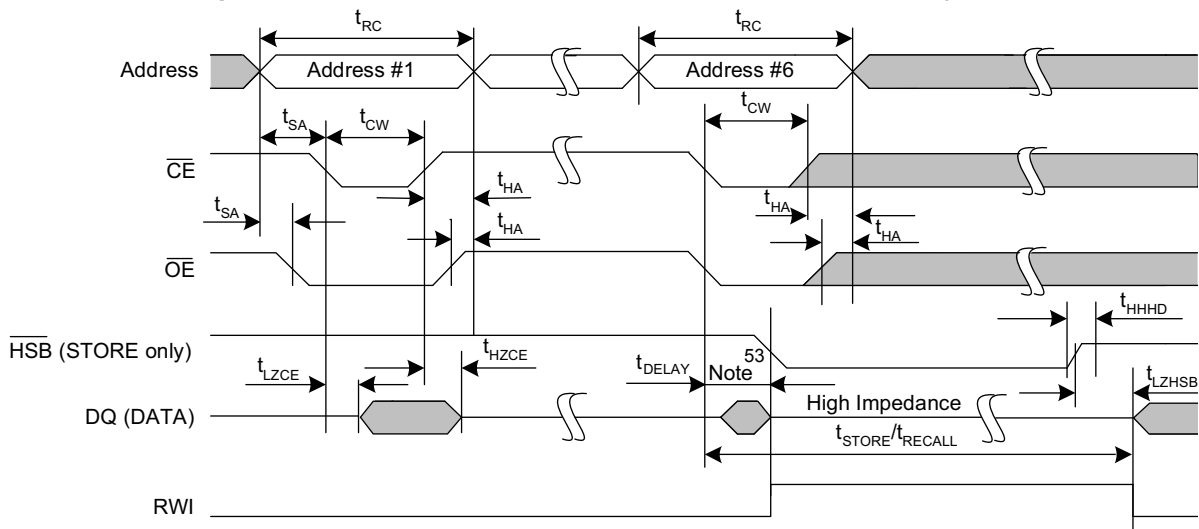 tRC
tRC
Address
Address #1
Address #6
tSA
tCW
tCW
CE
tHA
tSA
tHA
tHA
tHA
OE
tHHHD
HSB (STORE only)
tLZCE
tHZCE
tDELAY
Note 53
tLZHSB
DQ (DATA)
High Impedance
tSTORE/tRECALL
RWI